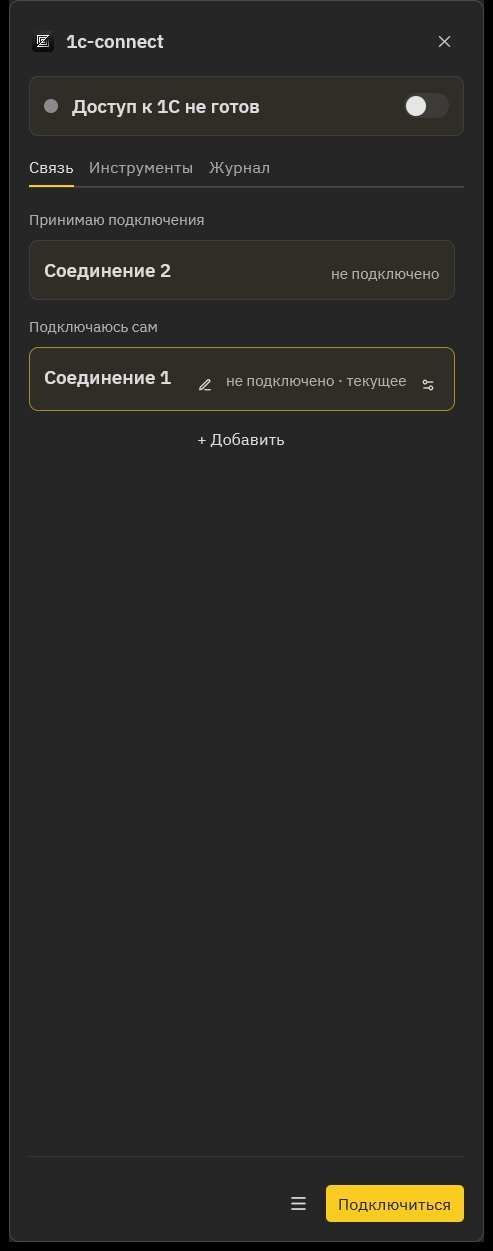 1c-connect
Доступ к 1С не готов
Связь Инструменты Журнал
Принимаю подключения
Соединение 2 не подключено
Подключаюсь сам
Соединение 1 не подключено · текущее
+ Добавить
Подключиться